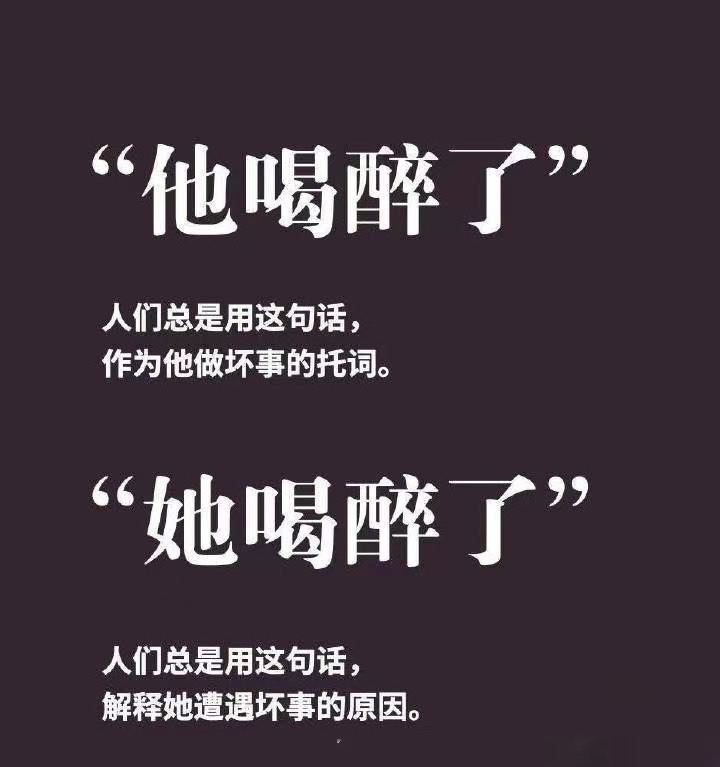 “他喝醉了”
人们总是用这句话，
作为他做坏事的托词。
“她喝醉了”
人们总是用这句话，
解释她遭遇坏事的原因。